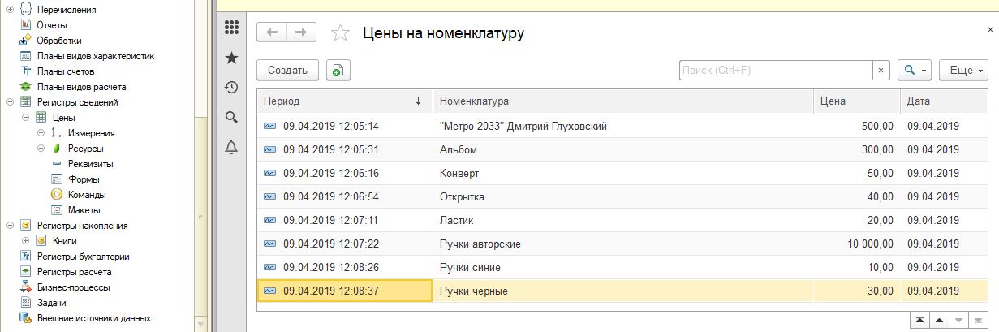 Перечисления
Отчеты
Обработки
Планы видов характеристик
Планы счетов
Планы видов расчета
Регистры сведений
Цены
Измерения
Ресурсы
Реквизиты
Формы
Команды
Макеты
Регистры накопления
Книги
Регистры бухгалтерии
Регистры расчета
Бизнес-процессы
Задачи
Внешние источники данных
Цены на номенклатуру
Создать Поиск (Ctrl+F) × Еще
Период ↓ Номенклатура Цена Дата
09.04.2019 12:05:14 "Метро 2033" Дмитрий Глуховский 500,00 09.04.2019
09.04.2019 12:05:31 Альбом 300,00 09.04.2019
09.04.2019 12:06:16 Конверт 50,00 09.04.2019
09.04.2019 12:06:54 Открытка 40,00 09.04.2019
09.04.2019 12:07:11 Ластик 20,00 09.04.2019
09.04.2019 12:07:22 Ручки авторские 10 000,00 09.04.2019
09.04.2019 12:08:26 Ручки синие 10,00 09.04.2019
09.04.2019 12:08:37 Ручки черные 30,00 09.04.2019